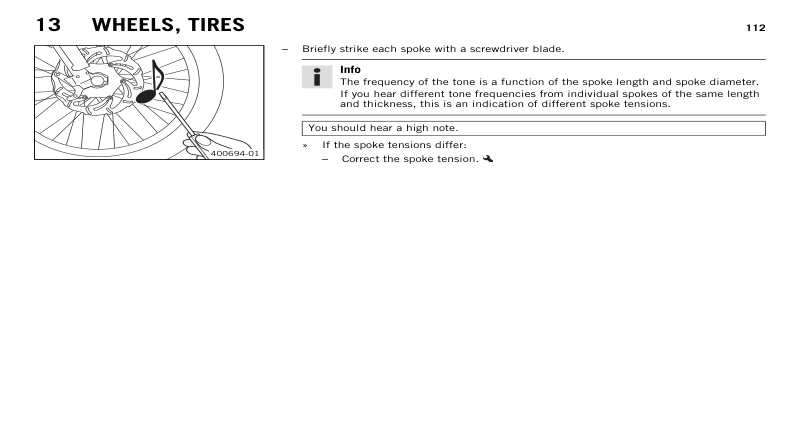 13 WHEELS, TIRES 112
400694-01
– Briefly strike each spoke with a screwdriver blade.
Info
The frequency of the tone is a function of the spoke length and spoke diameter.
If you hear different tone frequencies from individual spokes of the same length
and thickness, this is an indication of different spoke tensions.
You should hear a high note.
» If the spoke tensions differ:
– Correct the spoke tension.